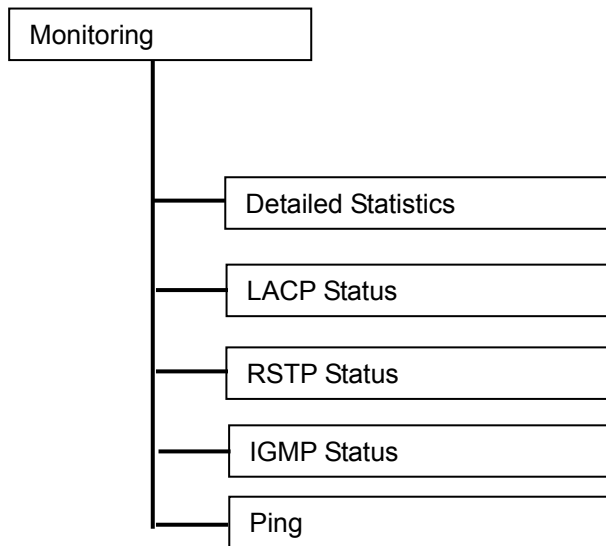 Monitoring
Detailed Statistics
LACP Status
RSTP Status
IGMP Status
Ping